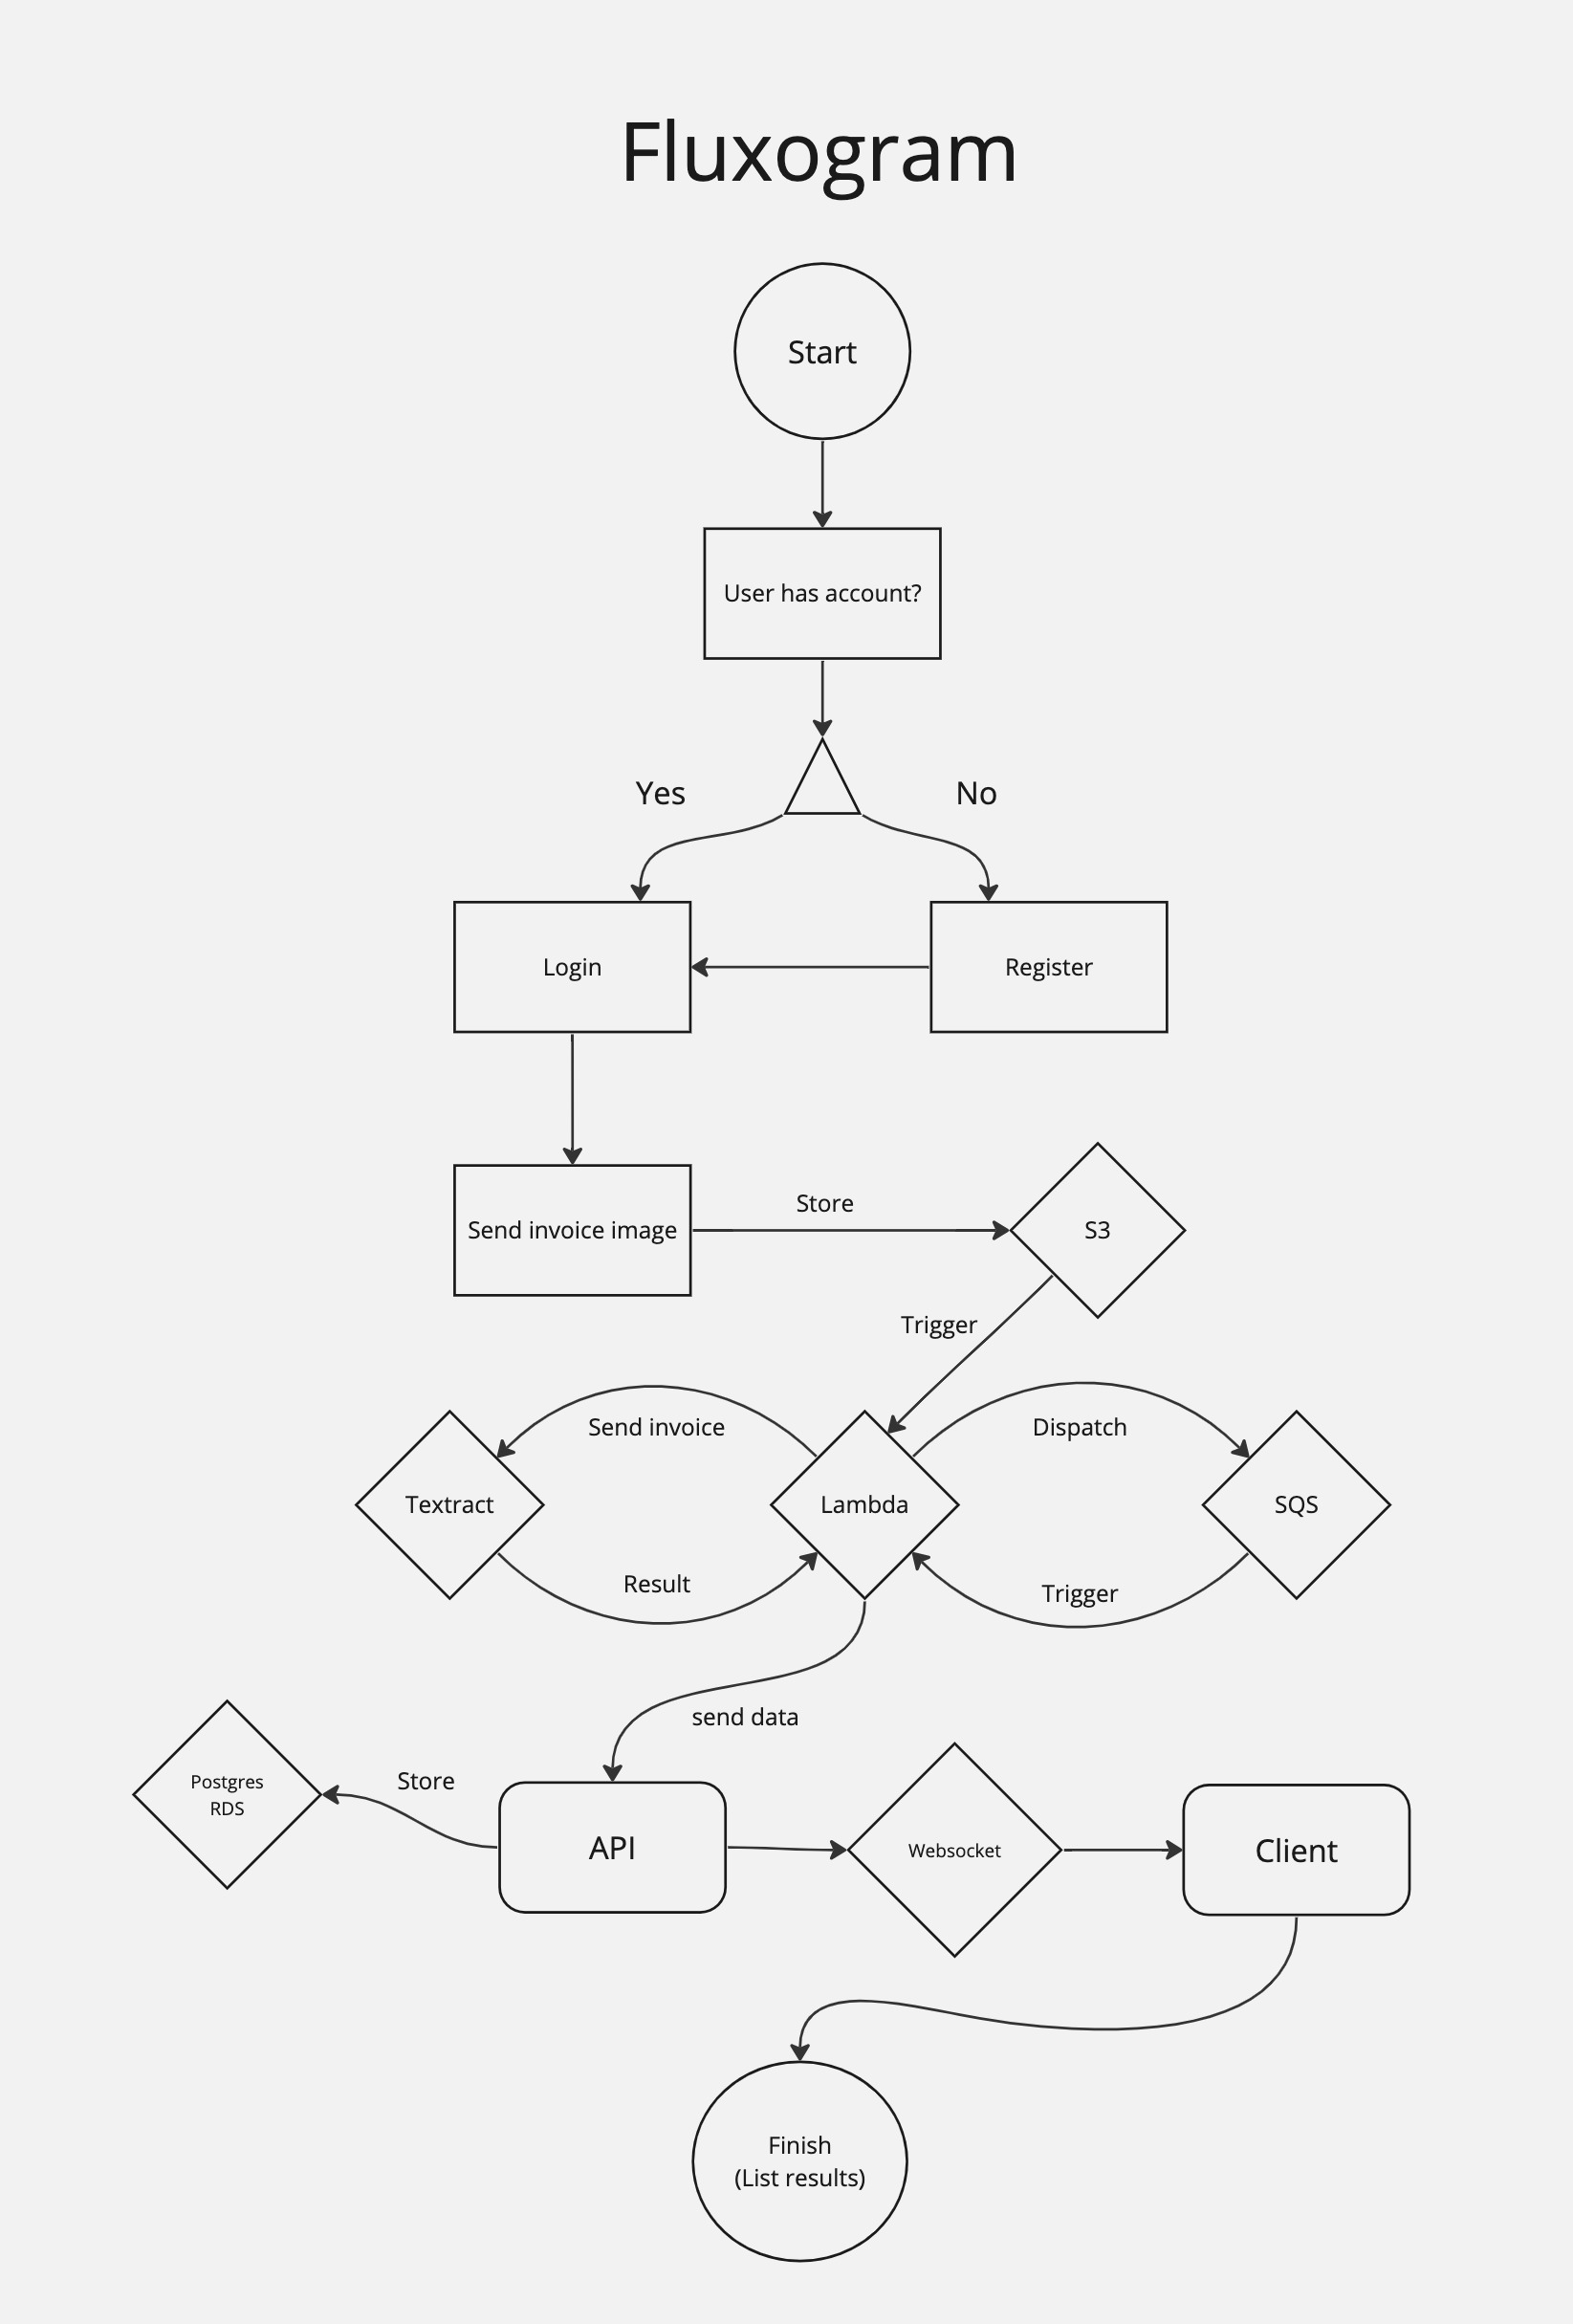 Fluxogram
Start
User has account?
Yes
No
Login
Register
Send invoice image
Store
S3
Trigger
Send invoice
Dispatch
Textract
Lambda
SQS
Result
Trigger
send data
Postgres
RDS
Store
API
Websocket
Client
Finish
(List results)